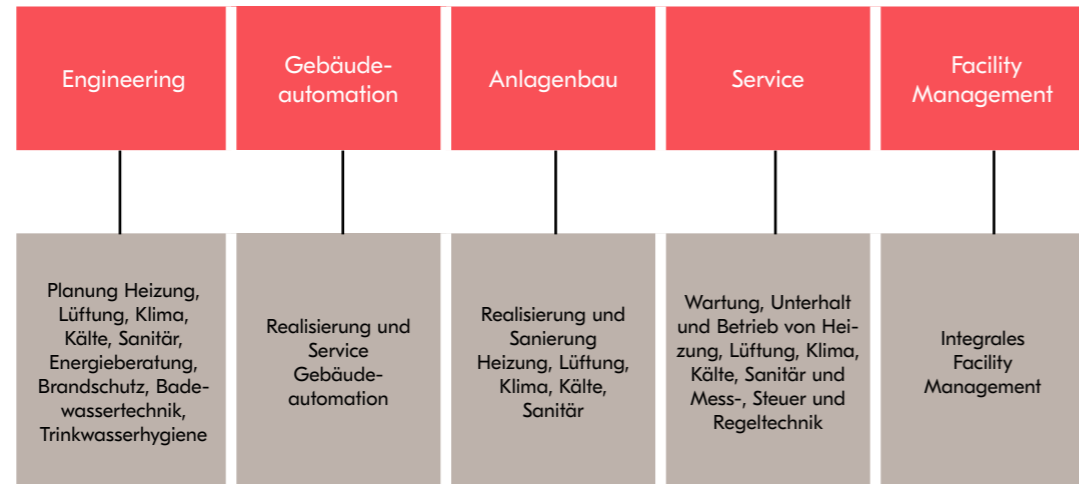 Engineering
Gebäude-
automation
Anlagenbau
Service
Facility
Management
Planung Heizung,
Lüftung, Klima,
Kälte, Sanitär,
Energieberatung,
Brandschutz, Bade-
wassertechnik,
Trinkwasserhygiene
Realisierung und
Service
Gebäude-
automation
Realisierung und
Sanierung
Heizung, Lüftung,
Klima, Kälte,
Sanitär
Wartung, Unterhalt
und Betrieb von Hei-
zung, Lüftung, Klima,
Kälte, Sanitär und
Mess-, Steuer und
Regeltechnik
Integrales
Facility
Management